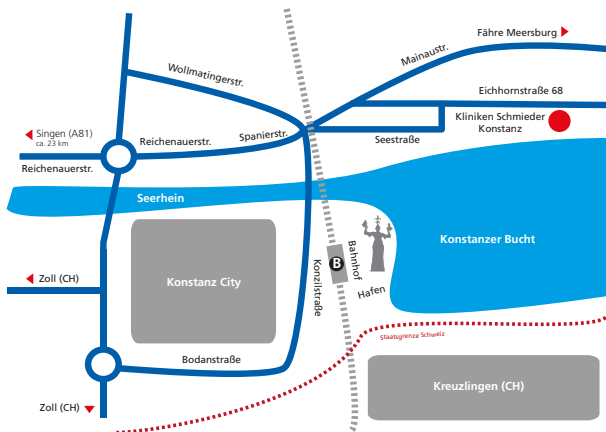 Fähre Meersburg
Mainaustr.
Wollmatingerstr.
Eichhornstraße 68
Kliniken Schmieder
Konstanz
Singen (A81)
ca. 23 km
Reichenauerstr.
Spanierstr.
Seestraße
Reichenauerstr.
Seerhein
Konstanzer Bucht
Konstanz City
Zoll (CH)
Konzilstraße
B
Bahnhof
Hafen
Staatsgrenze Schweiz
Bodanstraße
Kreuzlingen (CH)
Zoll (CH)